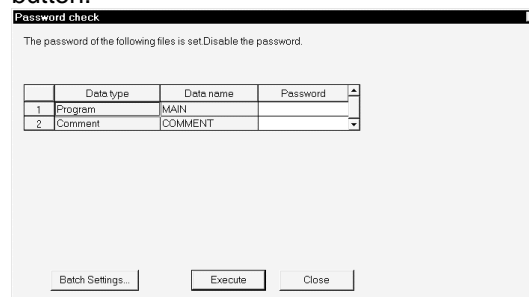 button.
Password check
The password of the following files is set.Disable the password.
Data type Data name Password
1 Program MAIN
2 Comment COMMENT
Batch Settings... Execute Close